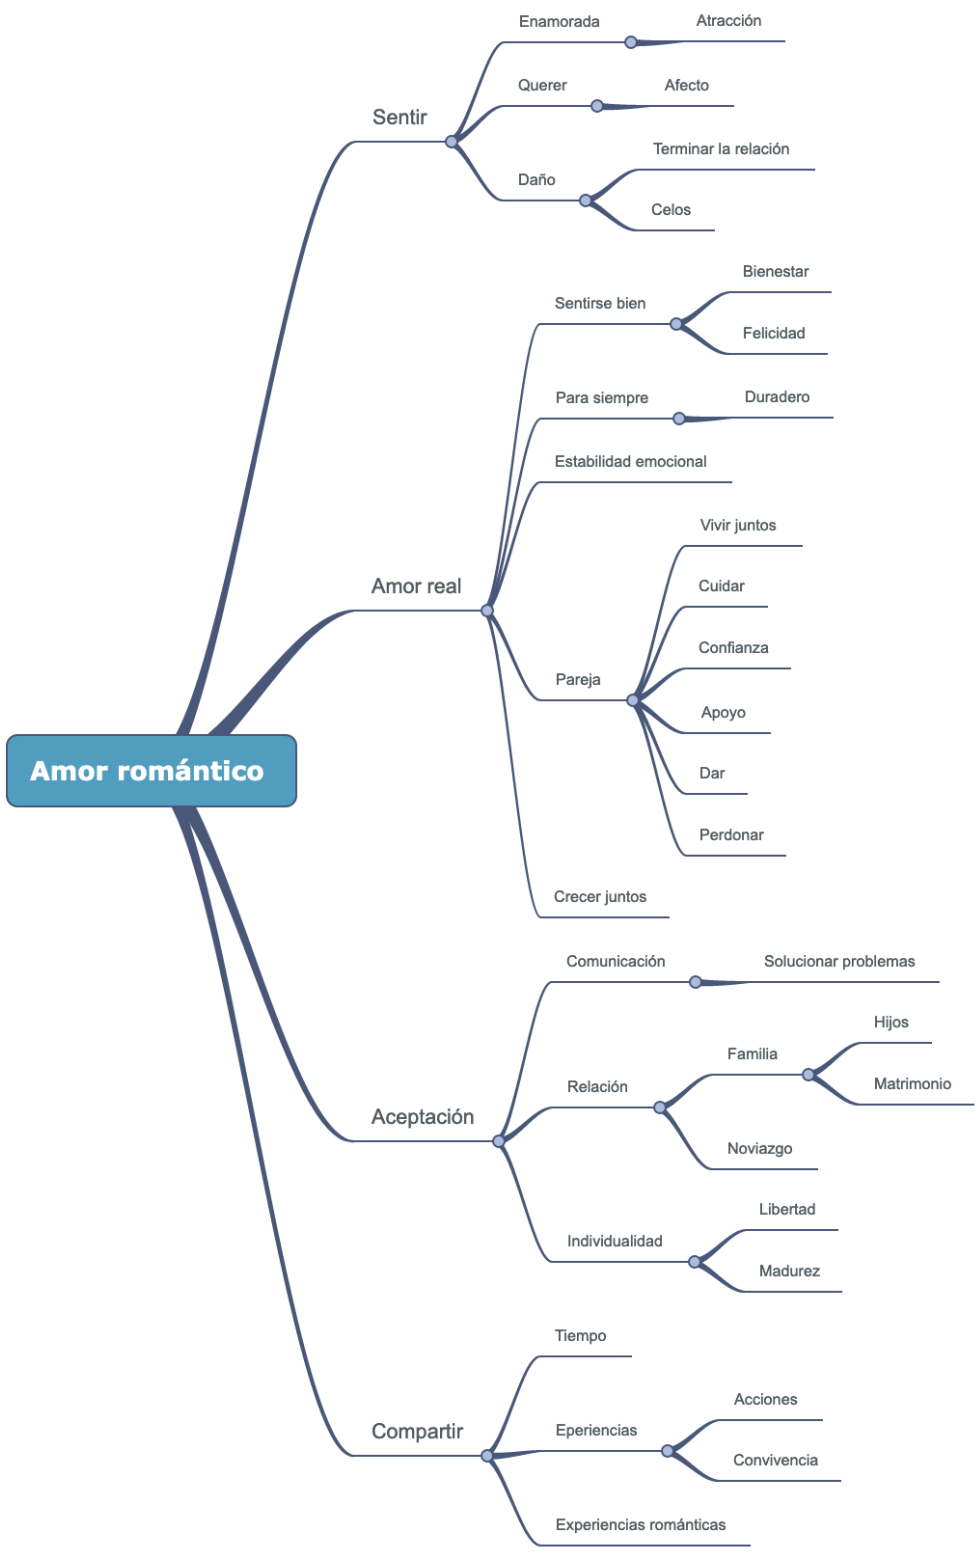 Amor romántico
Sentir
Enamorada
Atracción
Querer
Afecto
Daño
Terminar la relación
Celos
Amor real
Sentirse bien
Bienestar
Felicidad
Para siempre
Duradero
Estabilidad emocional
Pareja
Vivir juntos
Cuidar
Confianza
Apoyo
Dar
Perdonar
Crecer juntos
Aceptación
Comunicación
Solucionar problemas
Relación
Familia
Hijos
Matrimonio
Noviazgo
Individualidad
Libertad
Madurez
Compartir
Tiempo
Eperiencias
Acciones
Convivencia
Experiencias románticas